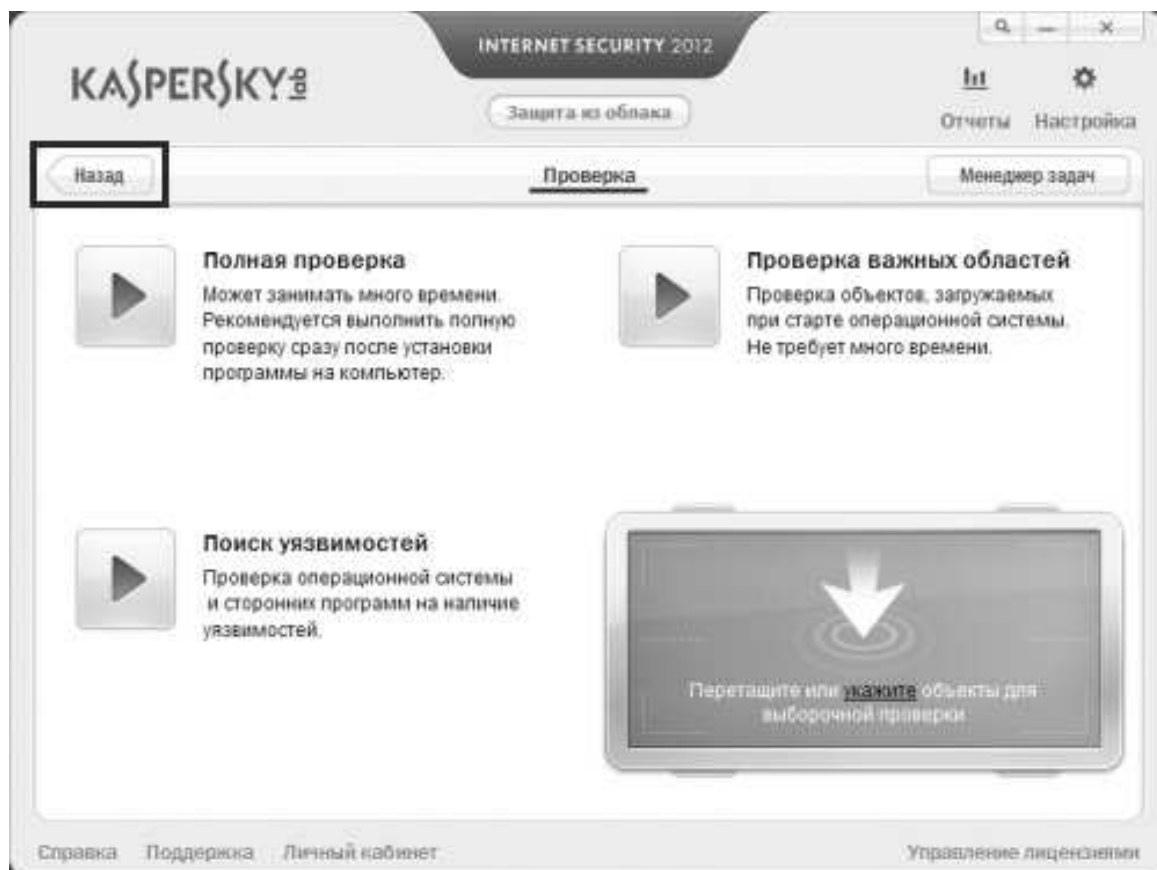 INTERNET SECURITY 2012
KASPERSKY lab
Защита из облака
Отчеты Настройка
Назад
Проверка
Менеджер задач
Полная проверка
Может занимать много времени.
Рекомендуется выполнить полную
проверку сразу после установки
программы на компьютер.
Проверка важных областей
Проверка объектов, загружаемых
при старте операционной системы.
Не требует много времени.
Поиск уязвимостей
Проверка операционной системы
и сторонних программ на наличие
уязвимостей.
Перетащите или укажите объекты для
выборочной проверки
Справка Поддержка Личный кабинет
Управление лицензиями